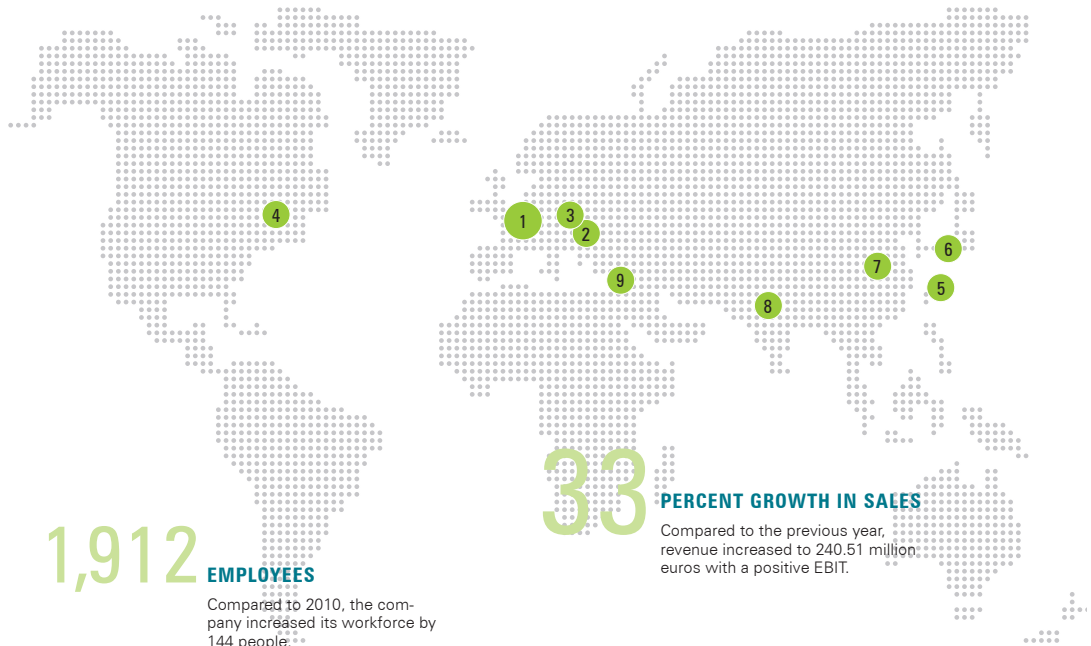 4
1
3
2
9
6
7
5
8
33
PERCENT GROWTH IN SALES
Compared to the previous year,
revenue increased to 240.51 million
euros with a positive EBIT.
1,912
EMPLOYEES
Compared to 2010, the com-
pany increased its workforce by
144 people.